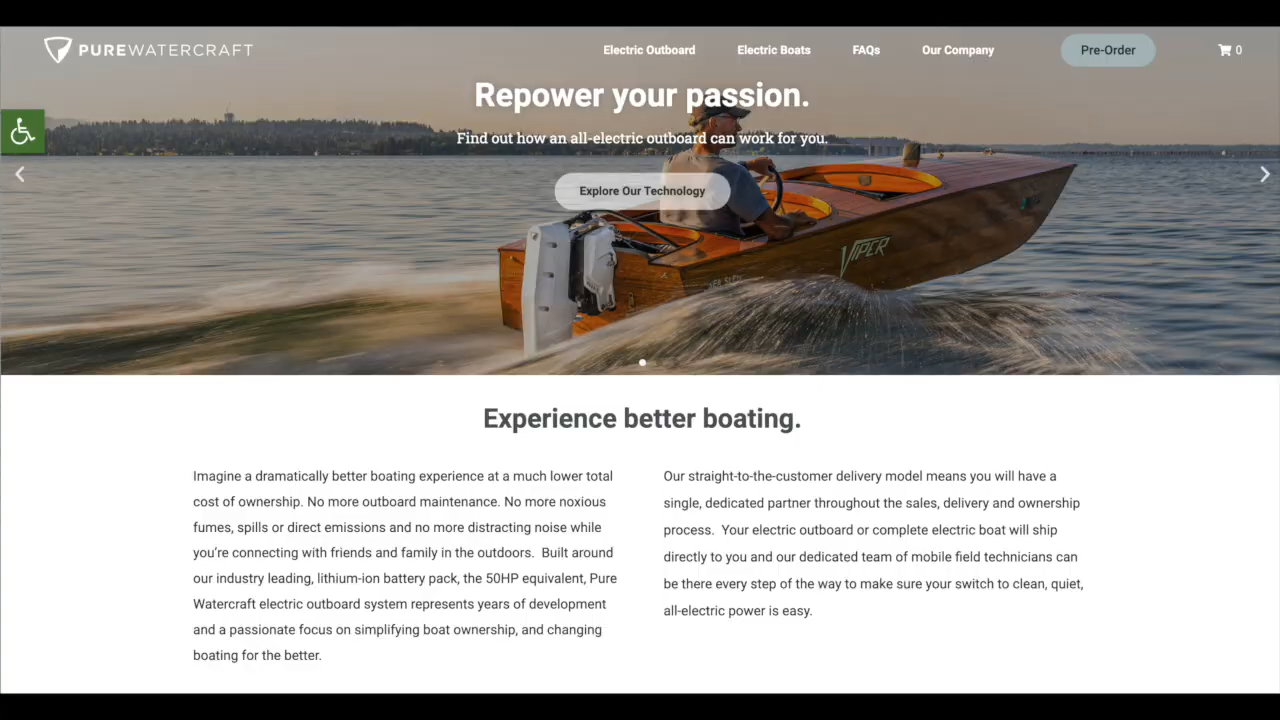 PUREWATERCRAFT
Electric Outboard
Electric Boats
FAQs
Our Company
Pre-Order
0
Repower your passion.
Find out how an all-electric outboard can work for you.
Explore Our Technology
VIPER
Experience better boating.
Imagine a dramatically better boating experience at a much lower total
cost of ownership. No more outboard maintenance. No more noxious
fumes, spills or direct emissions and no more distracting noise while
you’re connecting with friends and family in the outdoors.  Built around
our industry leading, lithium-ion battery pack, the 50HP equivalent, Pure
Watercraft electric outboard system represents years of development
and a passionate focus on simplifying boat ownership, and changing
boating for the better.
Our straight-to-the-customer delivery model means you will have a
single, dedicated partner throughout the sales, delivery and ownership
process.  Your electric outboard or complete electric boat will ship
directly to you and our dedicated team of mobile field technicians can
be there every step of the way to make sure your switch to clean, quiet,
all-electric power is easy.